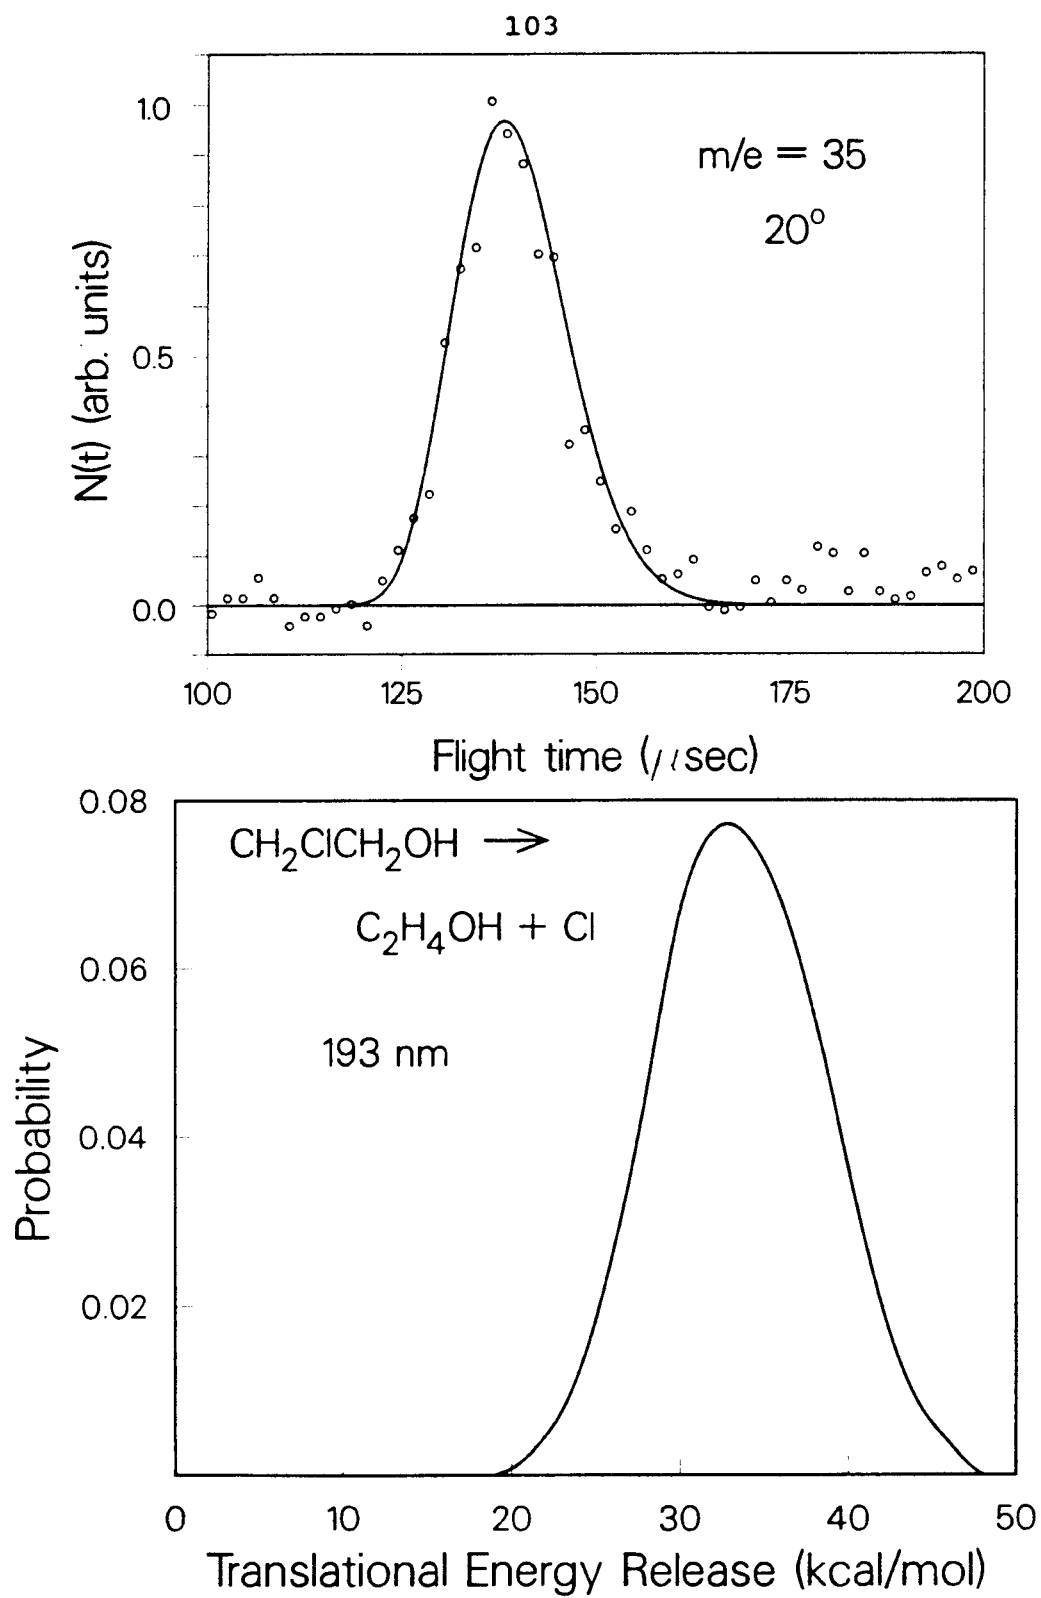 103
1.0
0.5
0.0
N(t) (arb. units)
m/e = 35
20°
100 125 150 175 200
Flight time (μsec)
0.08
0.06
0.04
0.02
Probability
CH₂ClCH₂OH →
C₂H₄OH + Cl
193 nm
0 10 20 30 40 50
Translational Energy Release (kcal/mol)